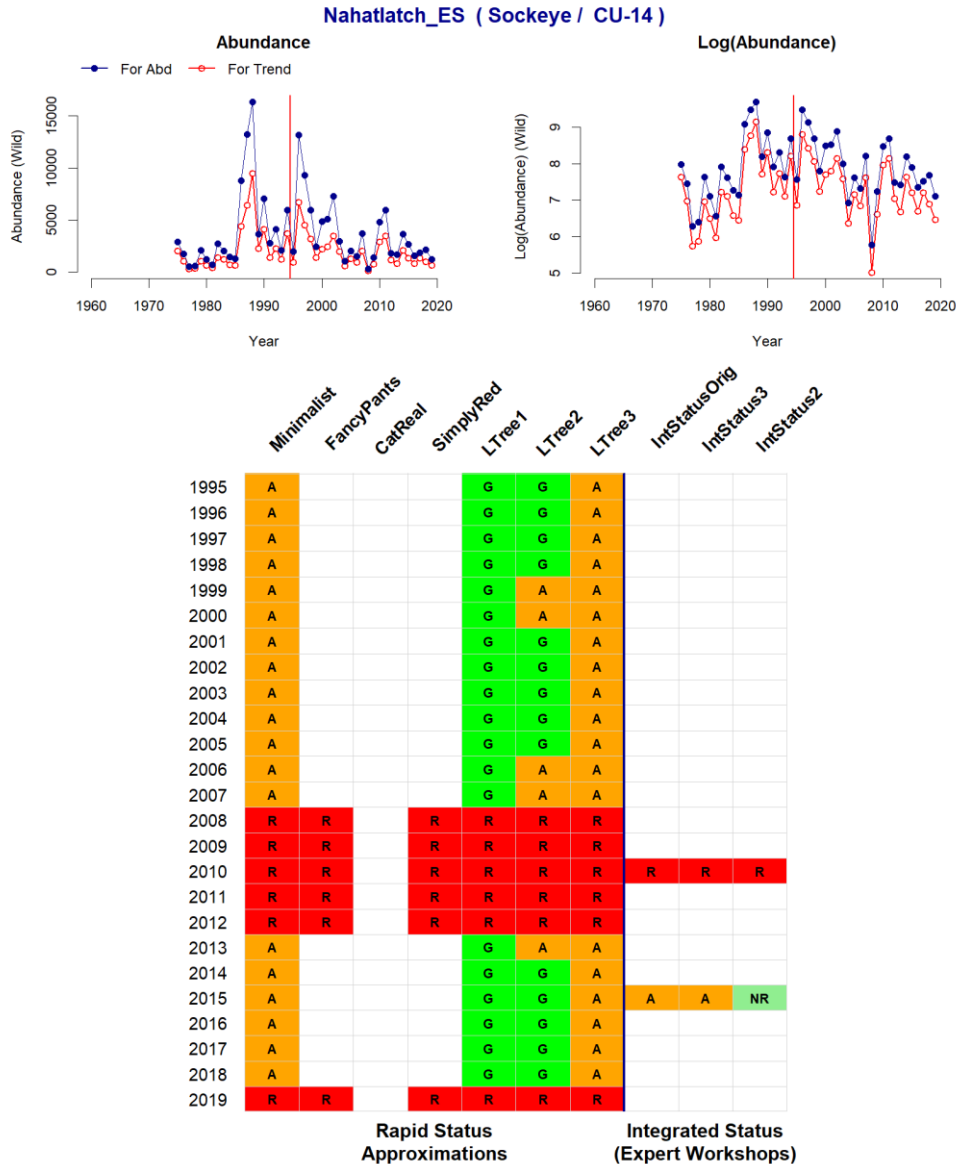 Nahatlatch_ES ( Sockeye / CU-14 )
Abundance
For Abd For Trend
Abundance (Wild)
15000
10000
5000
0
1960 1970 1980 1990 2000 2010 2020
Year
Log(Abundance)
Log(Abundance) (Wild)
9
8
7
6
5
1960 1970 1980 1990 2000 2010 2020
Year
Minimalist FancyPants CatReal SimplyRed LTree1 LTree2 LTree3 IntStatusOrig IntStatus3 IntStatus2
1995 A G G A
1996 A G G A
1997 A G G A
1998 A G G A
1999 A G A A
2000 A G A A
2001 A G G A
2002 A G G A
2003 A G G A
2004 A G G A
2005 A G G A
2006 A G A A
2007 A G A A
2008 R R R R R R
2009 R R R R R R
2010 R R R R R R R R R
2011 R R R R R R
2012 R R R R R R
2013 A G A A
2014 A G G A
2015 A G G A A A NR
2016 A G G A
2017 A G G A
2018 A G G A
2019 R R R R R R
Rapid Status
Approximations
Integrated Status
(Expert Workshops)